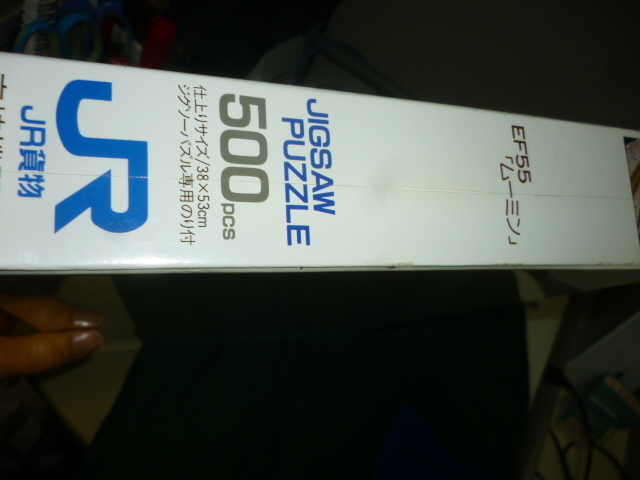 EF55
「ムーミン」
JIGSAW
PUZZLE
500pcs
仕上りサイズ/38×53cm
ジグソーパズル専用のり付
JR
JR貨物